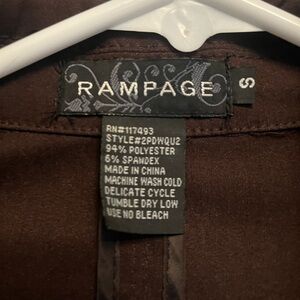 RAMPAGE
S
RN#117493
STYLE#2PDWQU2
94% POLYESTER
6% SPANDEX
MADE IN CHINA
MACHINE WASH COLD
DELICATE CYCLE
TUMBLE DRY LOW
USE NO BLEACH